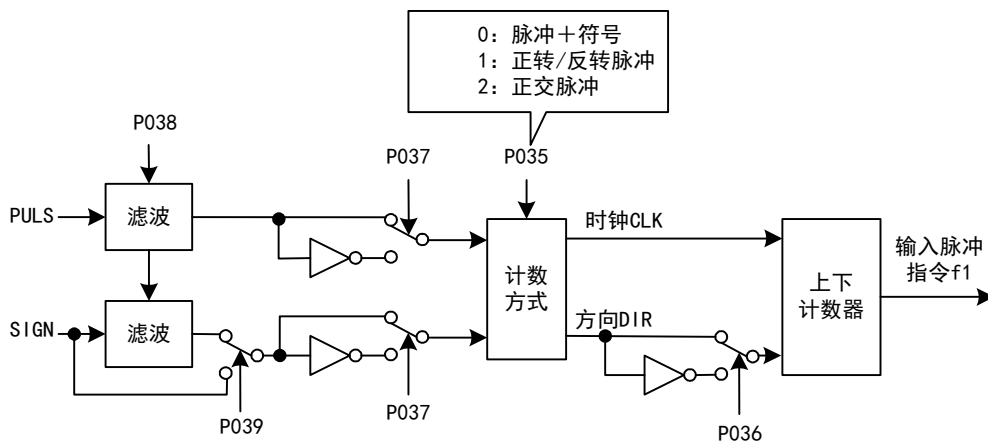 0：脉冲＋符号
1：正转/反转脉冲
2：正交脉冲
P038
P037
P035
PULS
滤波
时钟CLK
输入脉冲
指令f1
计数
方式
上下
计数器
SIGN
滤波
方向DIR
P039
P037
P036